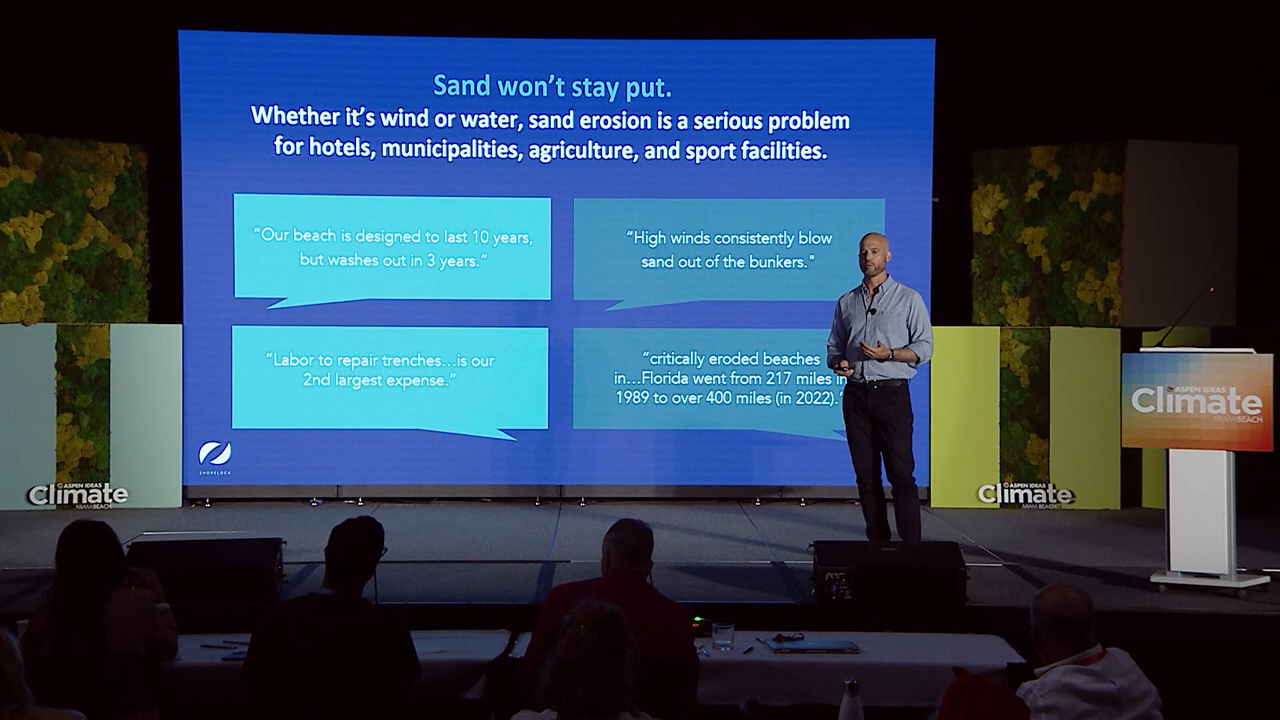 Sand won't stay put.
Whether it's wind or water, sand erosion is a serious problem
for hotels, municipalities, agriculture, and sport facilities.
“Our beach is designed to last 10 years,
but washes out in 3 years.”
“High winds consistently blow
sand out of the bunkers."
“Labor to repair trenches...is our
2nd largest expense.”
“critically eroded beaches
in...Florida went from 217 miles in
1989 to over 400 miles (in 2022).”
SHORELOCK
ASPEN IDEAS
Climate
MIAMI BEACH
ASPEN IDEAS
Climate
MIAMI BEACH
ASPEN IDEAS
Climate
MIAMI BEACH